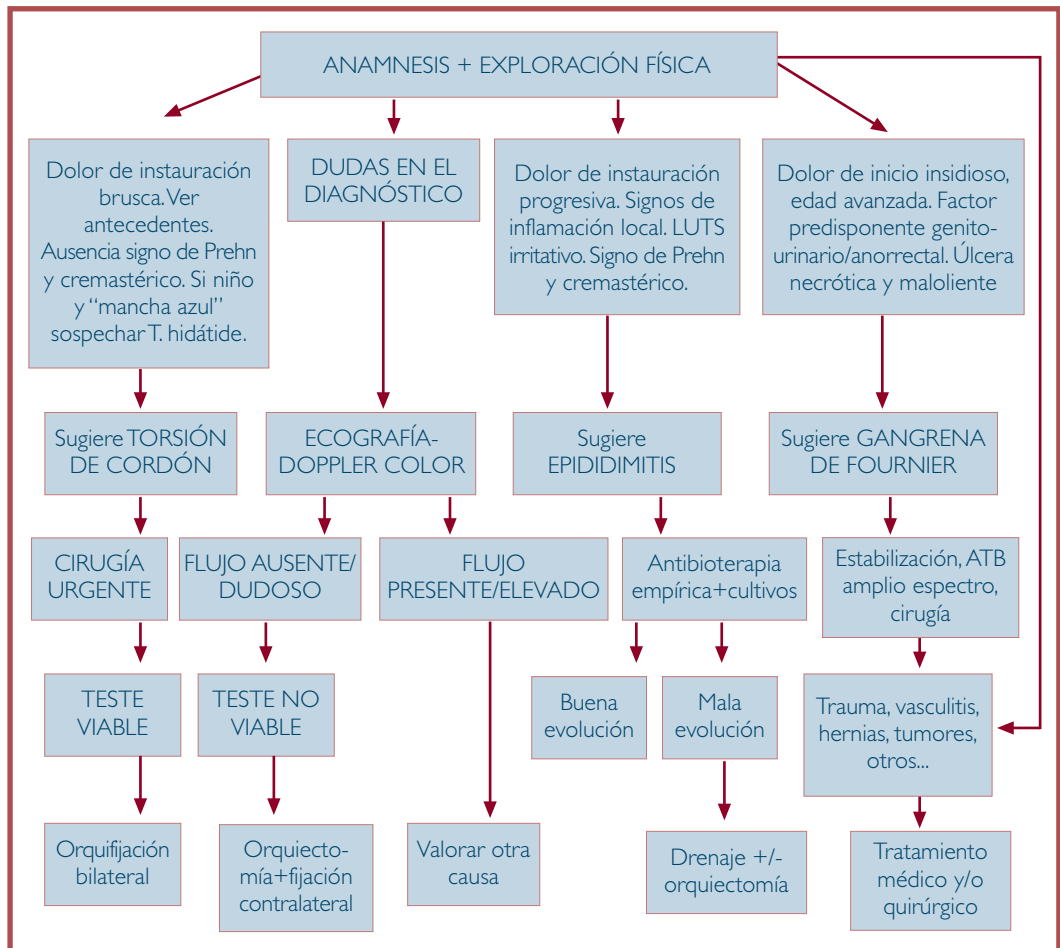 ANAMNESIS + EXPLORACIÓN FÍSICA
Dolor de instauración
brusca. Ver
antecedentes.
Ausencia signo de Prehn
y cremastérico. Si niño
y “mancha azul”
sospechar T. hidátide.
DUDAS EN EL
DIAGNÓSTICO
Dolor de instauración
progresiva. Signos de
inflamación local. LUTS
irritativo. Signo de Prehn
y cremastérico.
Dolor de inicio insidioso,
edad avanzada. Factor
predisponente genito-
urinario/anorrectal. Úlcera
necrótica y maloliente
Sugiere TORSIÓN
DE CORDÓN
ECOGRAFÍA-
DOPPLER COLOR
Sugiere
EPIDIDIMITIS
Sugiere GANGRENA
DE FOURNIER
CIRUGÍA
URGENTE
FLUJO AUSENTE/
DUDOSO
FLUJO
PRESENTE/ELEVADO
Antibioterapia
empírica+cultivos
Estabilización, ATB
amplio espectro,
cirugía
TESTE
VIABLE
TESTE NO
VIABLE
Buena
evolución
Mala
evolución
Trauma, vasculitis,
hernias, tumores,
otros...
Orquifijación
bilateral
Orquiecto-
mía+fijación
contralateral
Valorar otra
causa
Drenaje +/-
orquiectomía
Tratamiento
médico y/o
quirúrgico